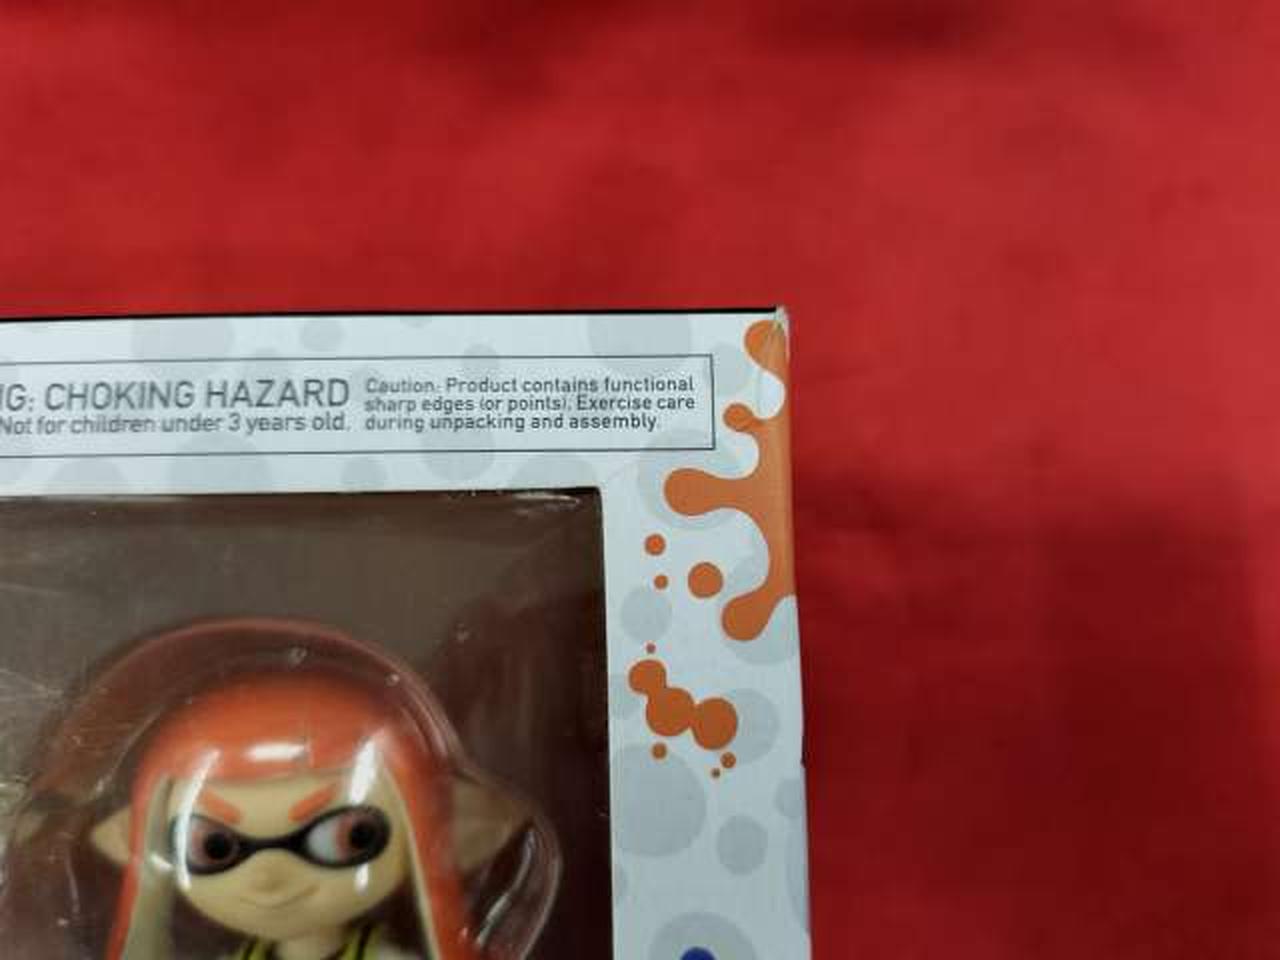 G: CHOKING HAZARD
Not for children under 3 years old.
Caution: Product contains functional
sharp edges (or points). Exercise care
during unpacking and assembly.